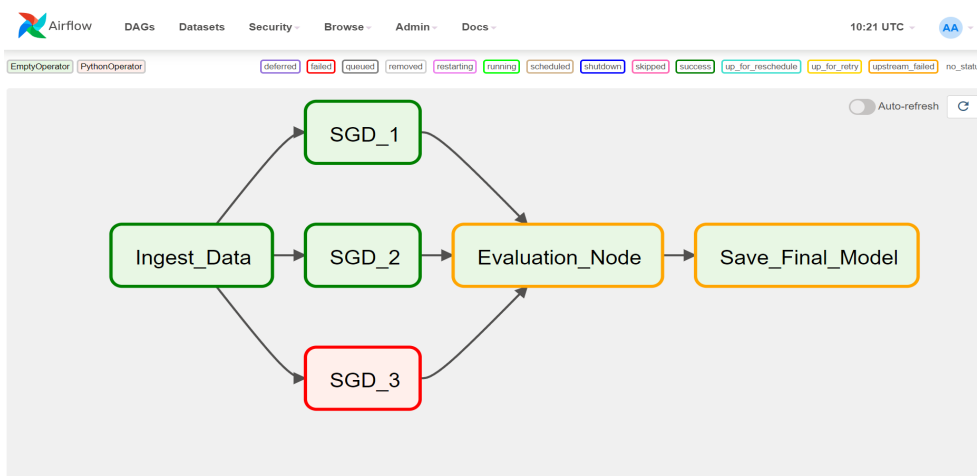 Airflow DAGs Datasets Security Browse Admin Docs 10:21 UTC AA
EmptyOperator PythonOperator deferred failed queued removed restarting running scheduled shutdown skipped success up_for_reschedule up_for_retry upstream_failed no_statu
Auto-refresh
SGD_1
Ingest_Data SGD_2 Evaluation_Node Save_Final_Model
SGD_3